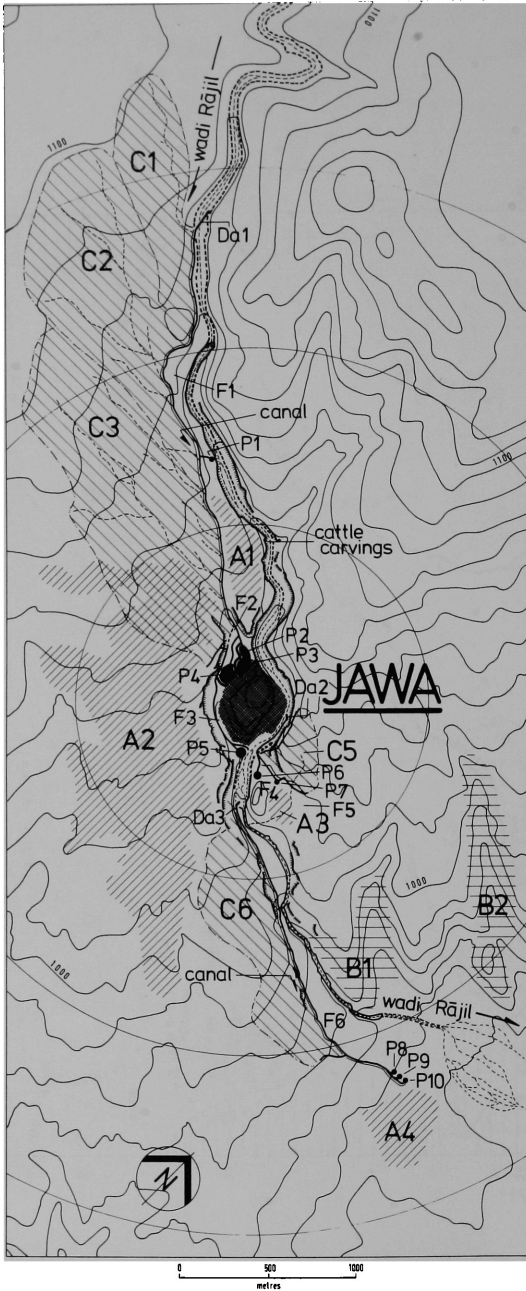 1100
1100
wadi Rājil
C1
Da1
C2
F1
C3
canal
P1
1100
cattle
carvings
A1
F2
P2
P3
P4
JAWA
Da2
F3
A2
C5
P5
P6
F4
P7
F5
Da3
A3
1000
C6
B2
B1
1000
canal
wadi Rājil
F6
P8
P9
P10
A4
N
0 500 1000
metres